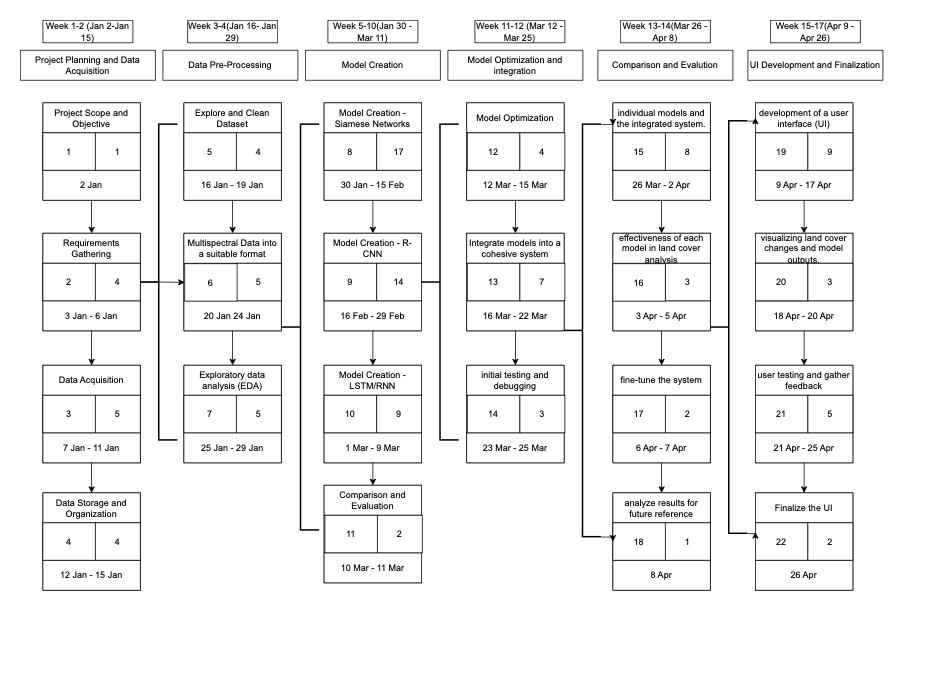 Week 1-2 (Jan 2-Jan
15)
Project Planning and Data
Acquisition
Project Scope and
Objective
1 1
2 Jan
Requirements
Gathering
2 4
3 Jan - 6 Jan
Data Acquisition
3 5
7 Jan - 11 Jan
Data Storage and
Organization
4 4
12 Jan - 15 Jan
Week 3-4(Jan 16- Jan
29)
Data Pre-Processing
Explore and Clean
Dataset
5 4
16 Jan - 19 Jan
Multispectral Data into
a suitable format
6 5
20 Jan 24 Jan
Exploratory data
analysis (EDA)
7 5
25 Jan - 29 Jan
Week 5-10(Jan 30 -
Mar 11)
Model Creation
Model Creation -
Siamese Networks
8 17
30 Jan - 15 Feb
Model Creation - R-
CNN
9 14
16 Feb - 29 Feb
Model Creation -
LSTM/RNN
10 9
1 Mar - 9 Mar
Comparison and
Evaluation
11 2
10 Mar - 11 Mar
Week 11-12 (Mar 12 -
Mar 25)
Model Optimization and
integration
Model Optimization
12 4
12 Mar - 15 Mar
Integrate models into a
cohesive system
13 7
16 Mar - 22 Mar
initial testing and
debugging
14 3
23 Mar - 25 Mar
Week 13-14(Mar 26 -
Apr 8)
Comparison and Evalution
individual models and
the integrated system.
15 8
26 Mar - 2 Apr
effectiveness of each
model in land cover
analysis
16 3
3 Apr - 5 Apr
fine-tune the system
17 2
6 Apr - 7 Apr
analyze results for
future reference
18 1
8 Apr
Week 15-17(Apr 9 -
Apr 26)
UI Development and Finalization
development of a user
interface (UI)
19 9
9 Apr - 17 Apr
visualizing land cover
changes and model
outputs.
20 3
18 Apr - 20 Apr
user testing and gather
feedback
21 5
21 Apr - 25 Apr
Finalize the UI
22 2
26 Apr